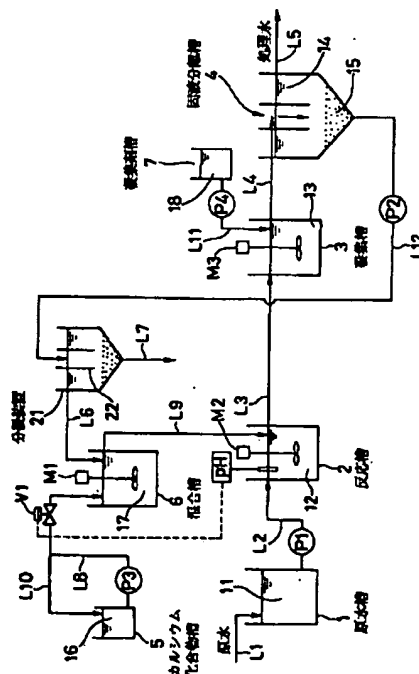 処理水
L5
14
固液分離槽
4
15
凝集剤槽
7
18
P4
L4
L11
M3
13
3
凝集槽
P2
L12
分離装置
21
22
L7
L6
M1
V1
L9
17
6
混合槽
L10
L8
P3
16
5
カルシウム
化合物槽
M2
pH
L3
12
2
反応槽
L2
P1
11
1
原水槽
原水
L1